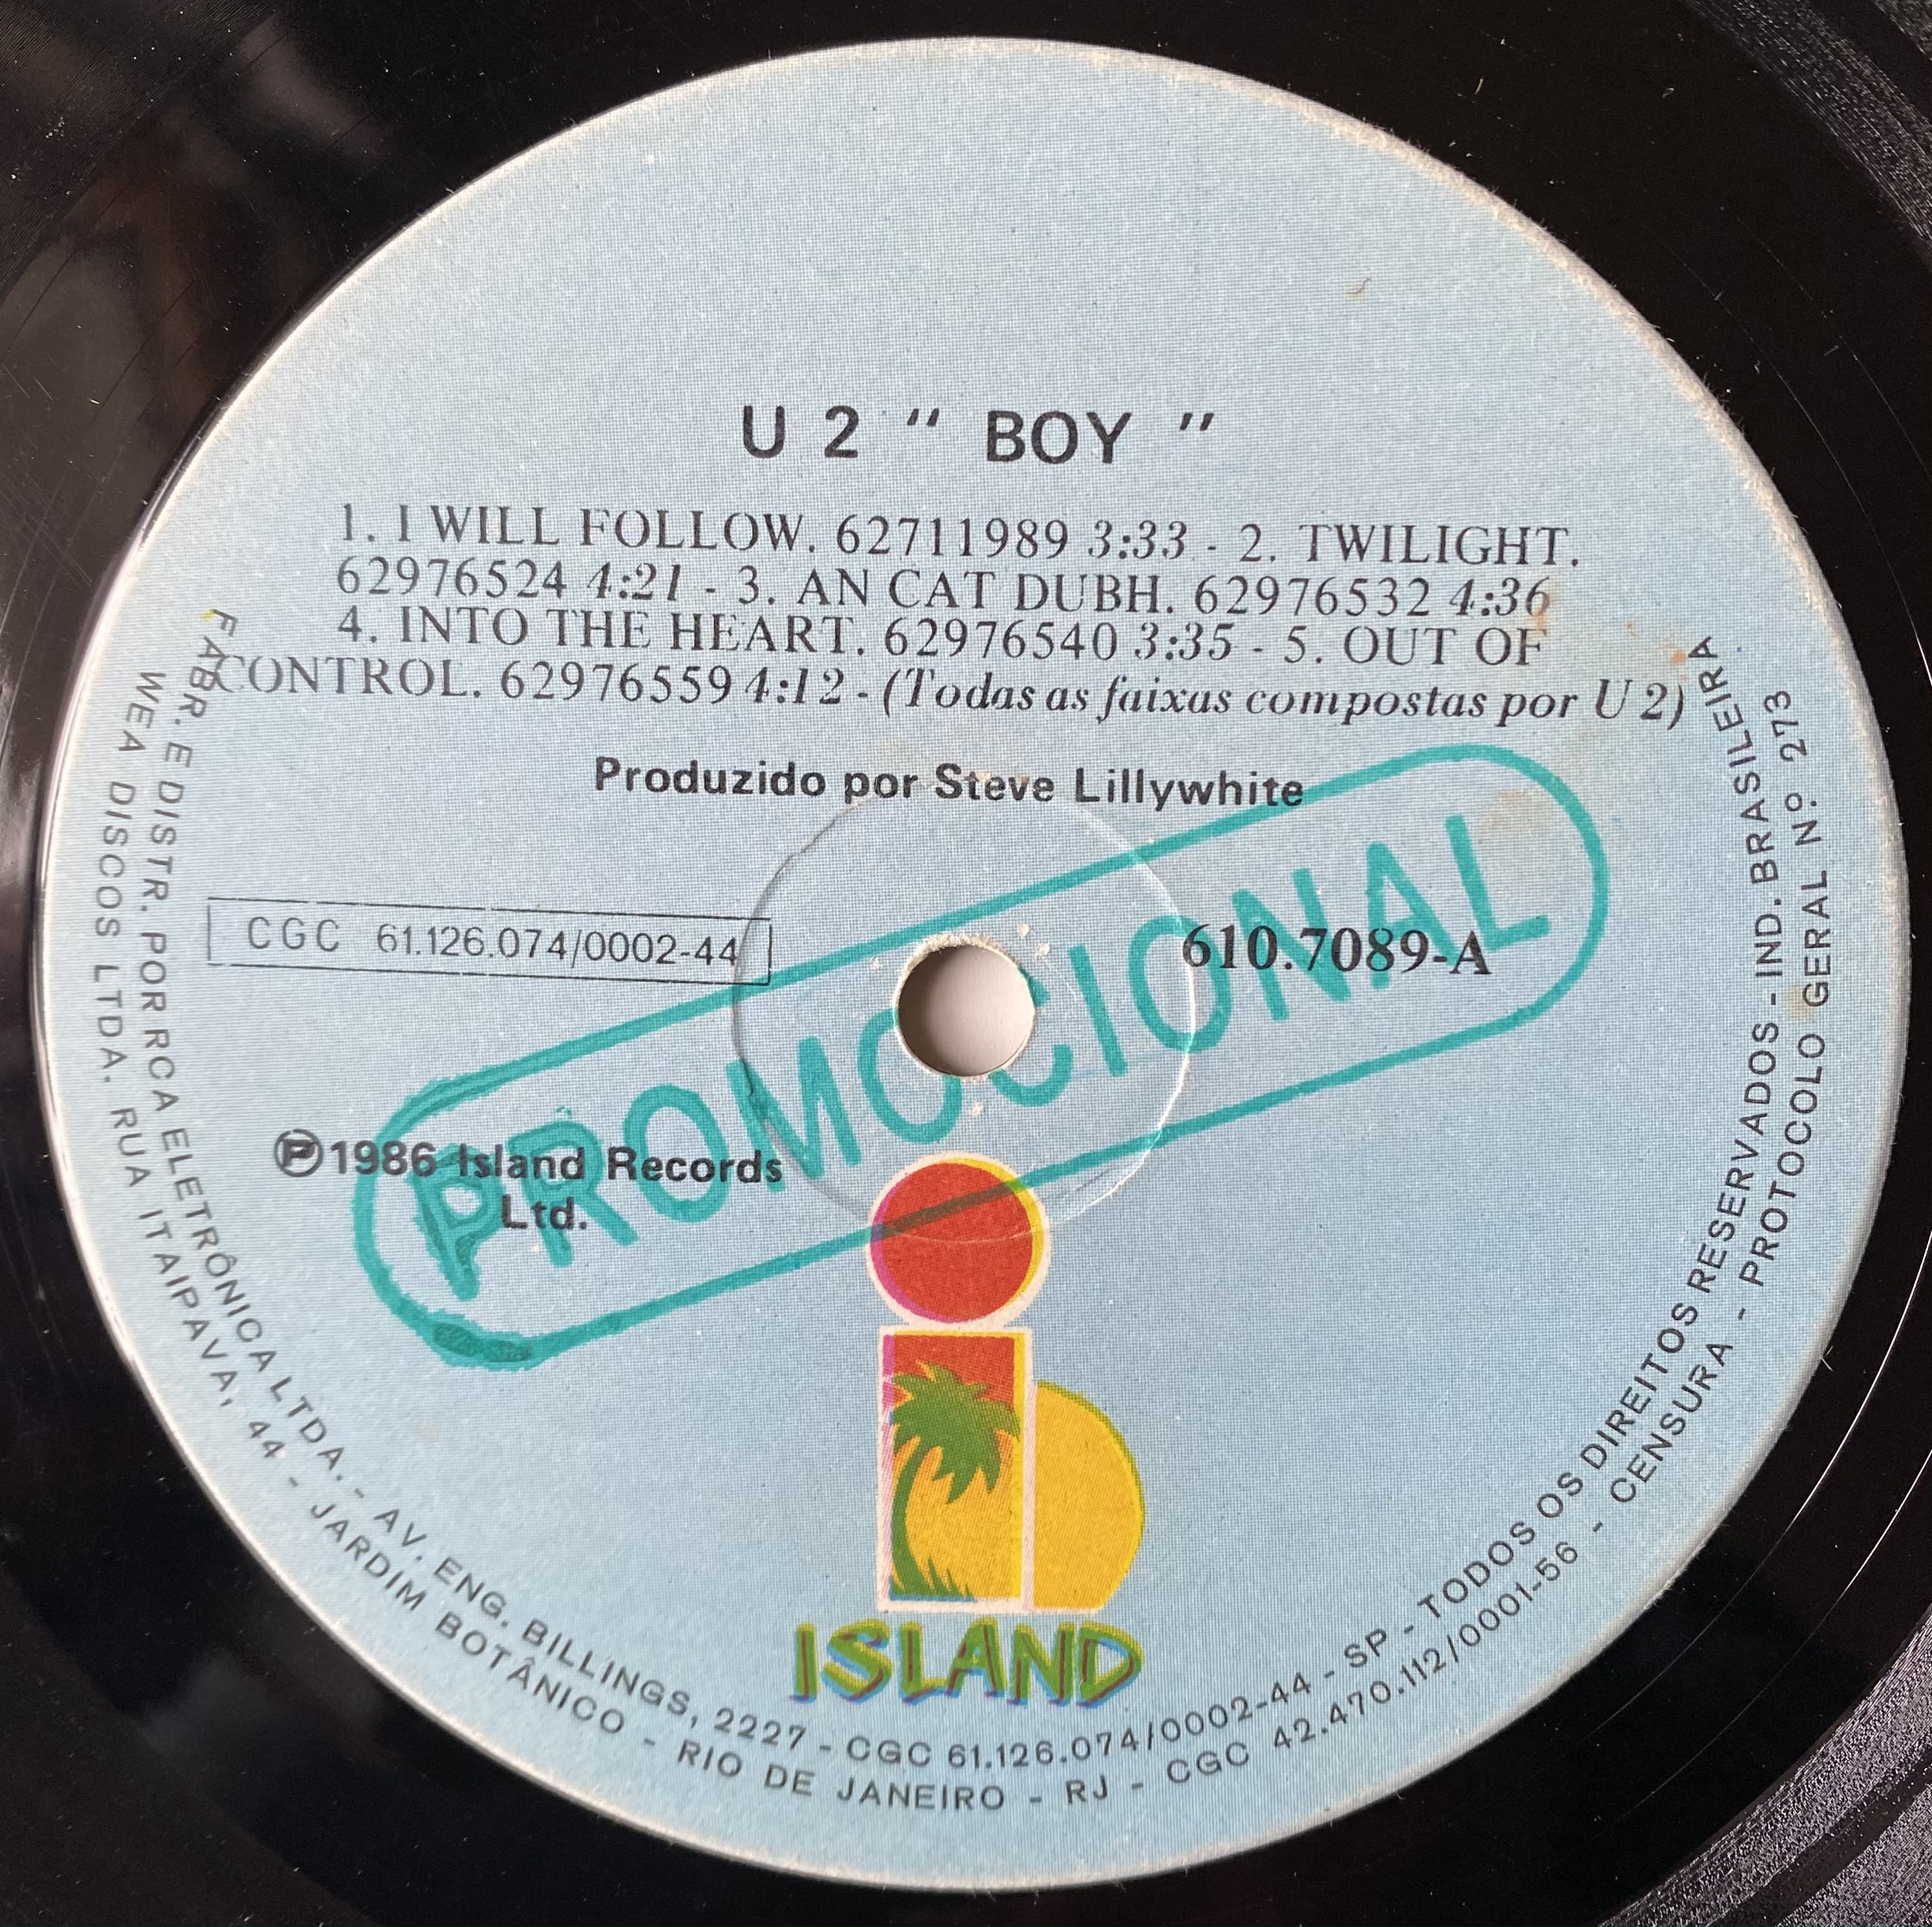 U 2 " BOY "
1. I WILL FOLLOW. 62711989 3:33 - 2. TWILIGHT.
62976524 4:21 - 3. AN CAT DUBH. 62976532 4:36
4. INTO THE HEART. 62976540 3:35 - 5. OUT OF
CONTROL. 62976559 4:12 - (Todas as faixas compostas por U 2)
Produzido por Steve Lillywhite
CGC 61.126.074/0002-44
610.7089-A
PROMOCIONAL
Ⓟ1986 Island Records
Ltd.
ISLAND
FABR. E DISTR. POR RCA ELETRÔNICA LTDA. - AV. ENG. BILLINGS, 2227 - CGC 61.126.074/0002-44 - SP - TODOS OS DIREITOS RESERVADOS - IND. BRASILEIRA
WEA DISCOS LTDA. RUA ITAIPAVA, 44 - JARDIM BOTÂNICO - RIO DE JANEIRO - RJ - CGC 42.470.112/0001-56 - CENSURA - PROTOCOLO GERAL Nº 273